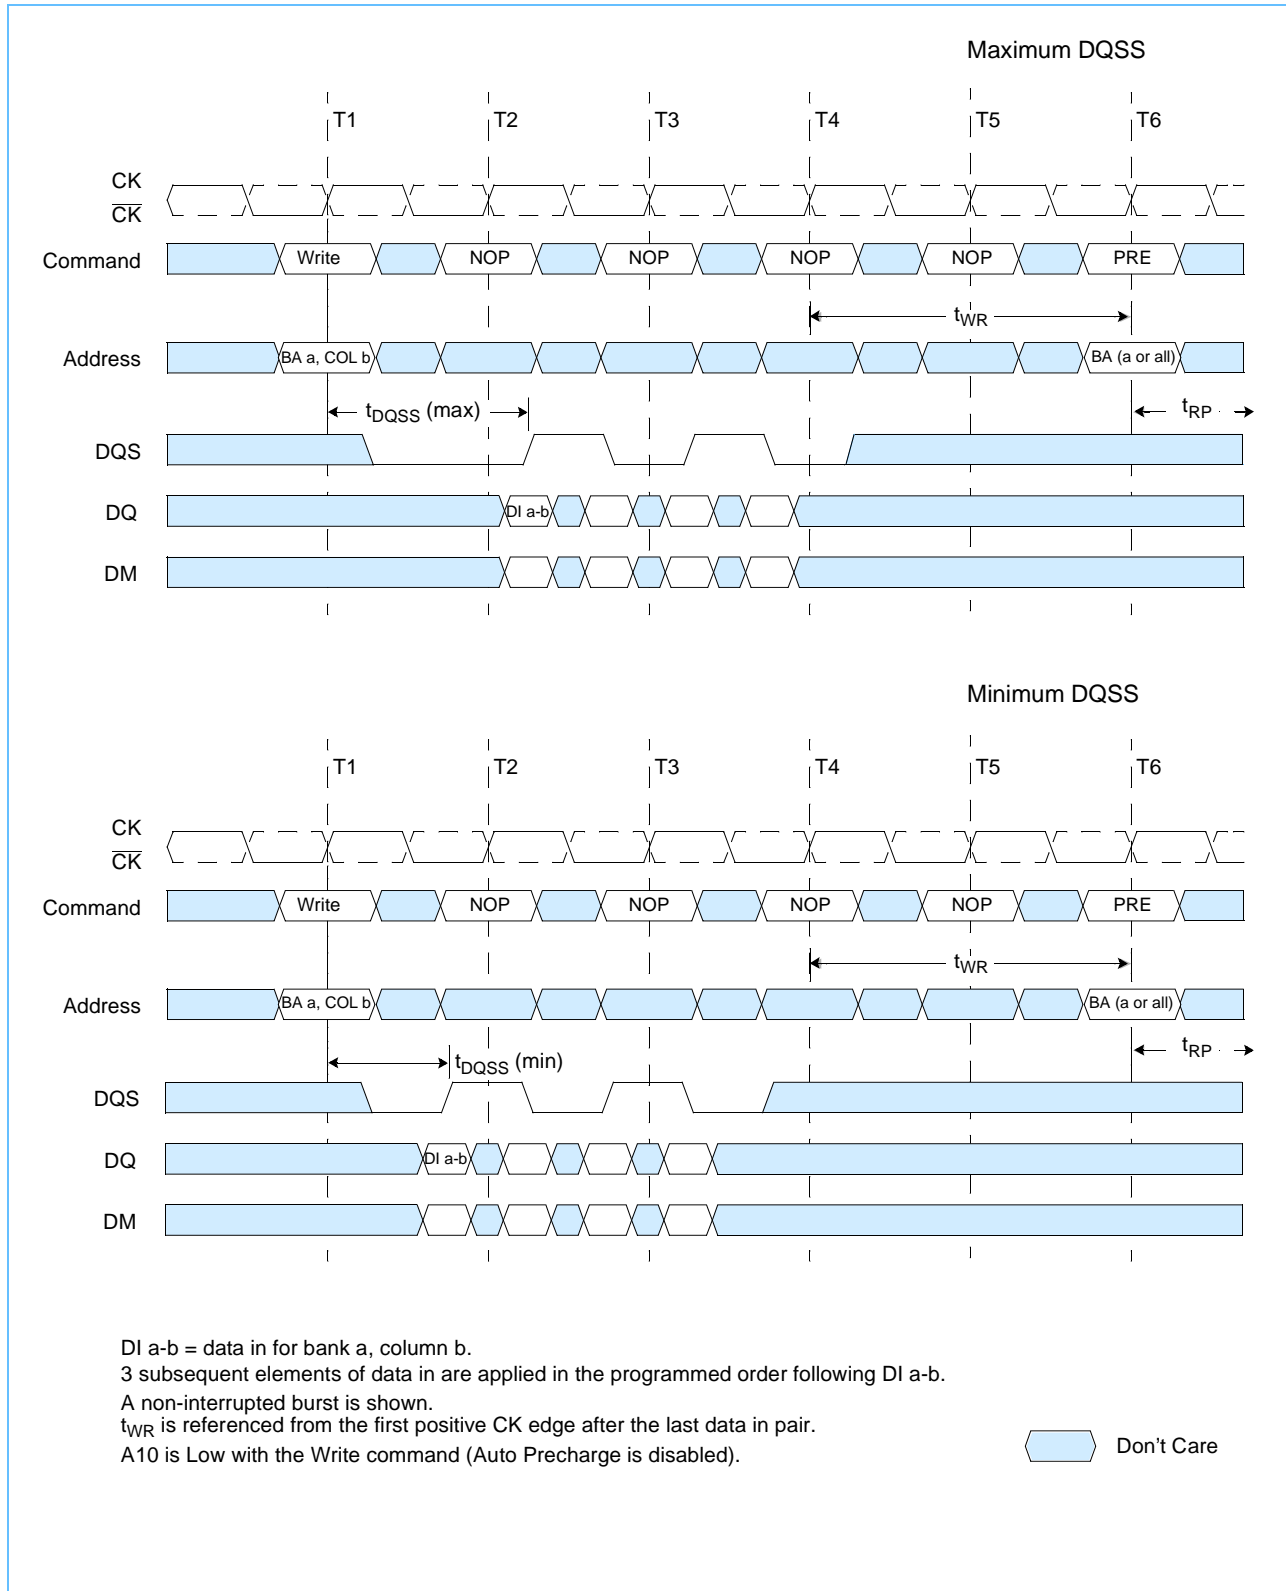 Maximum DQSS
T1 T2 T3 T4 T5 T6
CK
CK
Command Write NOP NOP NOP NOP PRE
tWR
Address BA a, COL b BA (a or all)
tDQSS (max) tRP
DQS
DQ DI a-b
DM
Minimum DQSS
T1 T2 T3 T4 T5 T6
CK
CK
Command Write NOP NOP NOP NOP PRE
tWR
Address BA a, COL b BA (a or all)
tDQSS (min) tRP
DQS
DQ DI a-b
DM
DI a-b = data in for bank a, column b.
3 subsequent elements of data in are applied in the programmed order following DI a-b.
A non-interrupted burst is shown.
tWR is referenced from the first positive CK edge after the last data in pair.
A10 is Low with the Write command (Auto Precharge is disabled).
Don't Care